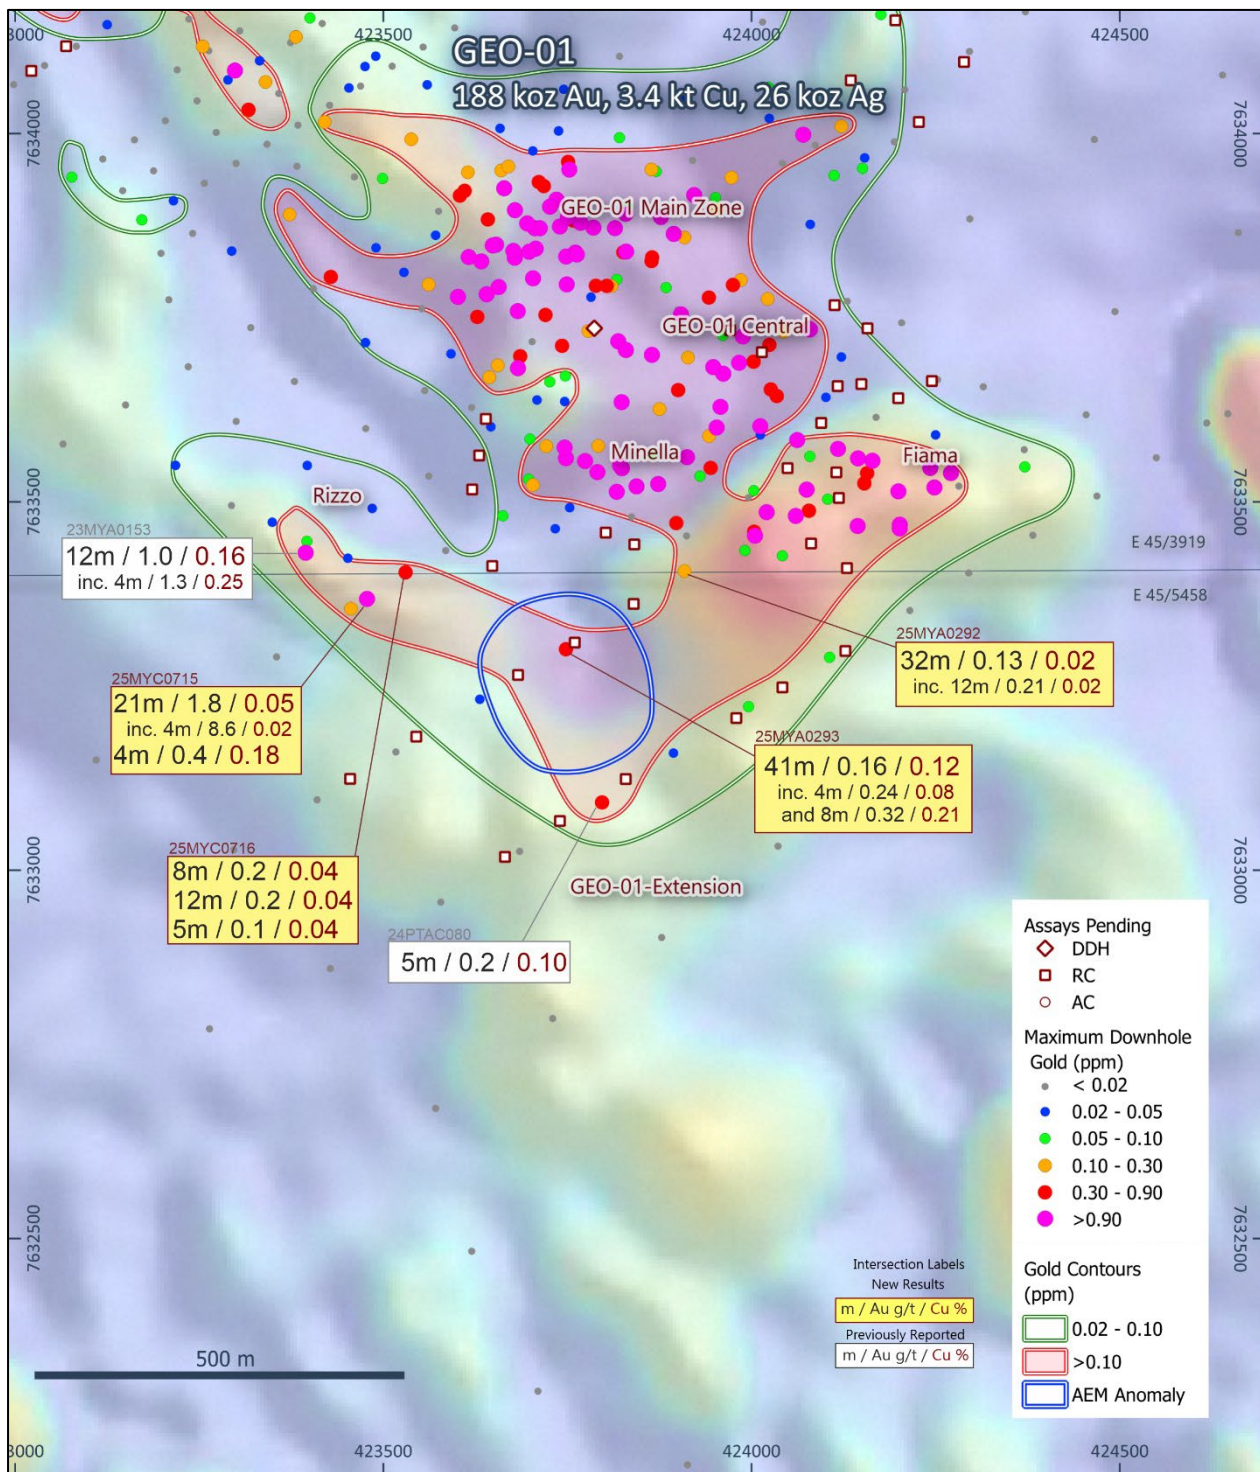 3000
423500
424000
424500
GEO-01
188 koz Au, 3.4 kt Cu, 26 koz Ag
7634000
7634000
GEO-01 Main Zone
GEO-01 Central
Minella
Fiama
Rizzo
7633500
7633500
23MYA0153
12m / 1.0 / 0.16
inc. 4m / 1.3 / 0.25
E 45/3919
E 45/5458
25MYA0292
32m / 0.13 / 0.02
inc. 12m / 0.21 / 0.02
25MYC0715
21m / 1.8 / 0.05
inc. 4m / 8.6 / 0.02
4m / 0.4 / 0.18
25MYA0293
41m / 0.16 / 0.12
inc. 4m / 0.24 / 0.08
and 8m / 0.32 / 0.21
25MYC0716
8m / 0.2 / 0.04
12m / 0.2 / 0.04
5m / 0.1 / 0.04
7633000
7633000
GEO-01-Extension
24PTAC080
5m / 0.2 / 0.10
Assays Pending
DDH
RC
AC
Maximum Downhole
Gold (ppm)
< 0.02
0.02 - 0.05
0.05 - 0.10
0.10 - 0.30
0.30 - 0.90
>0.90
7632500
7632500
Intersection Labels
New Results
m / Au g/t / Cu %
Previously Reported
m / Au g/t / Cu %
Gold Contours
(ppm)
0.02 - 0.10
>0.10
AEM Anomaly
500 m
3000
423500
424000
424500